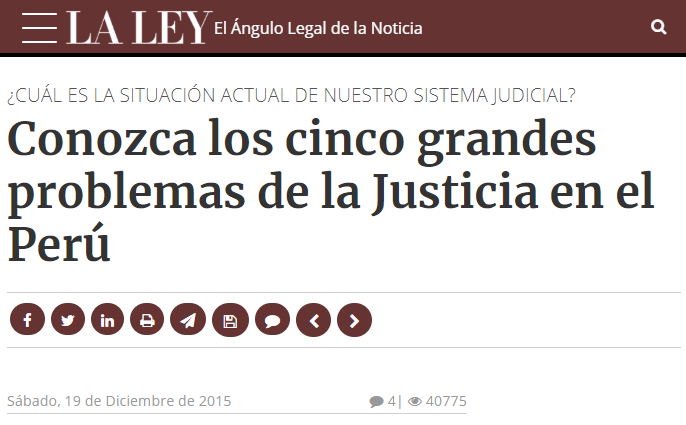 LA LEY El Ángulo Legal de la Noticia
¿CUÁL ES LA SITUACIÓN ACTUAL DE NUESTRO SISTEMA JUDICIAL?
Conozca los cinco grandes
problemas de la Justicia en el
Perú
Sábado, 19 de Diciembre de 2015 4| 40775